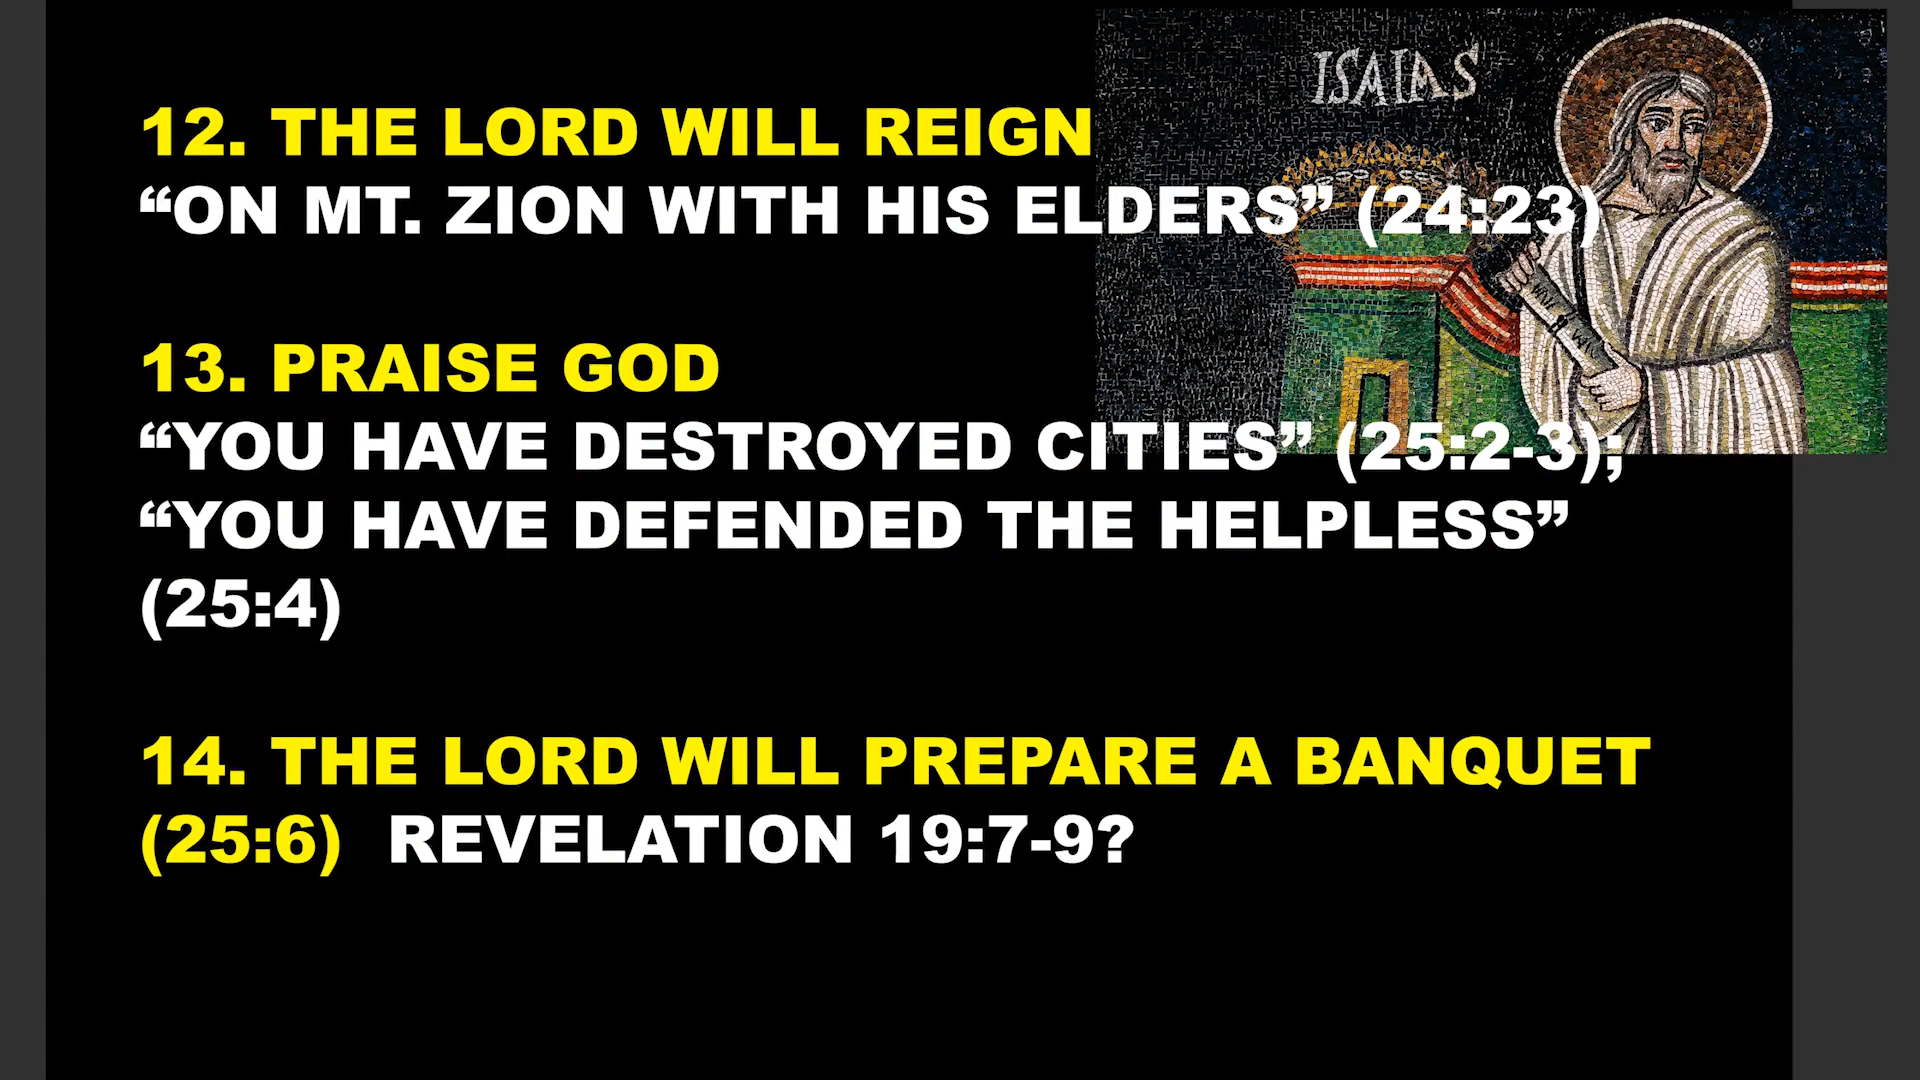 ISAIAS
12. THE LORD WILL REIGN
“ON MT. ZION WITH HIS ELDERS” (24:23)
13. PRAISE GOD
“YOU HAVE DESTROYED CITIES” (25:2-3);
“YOU HAVE DEFENDED THE HELPLESS”
(25:4)
14. THE LORD WILL PREPARE A BANQUET
(25:6) REVELATION 19:7-9?